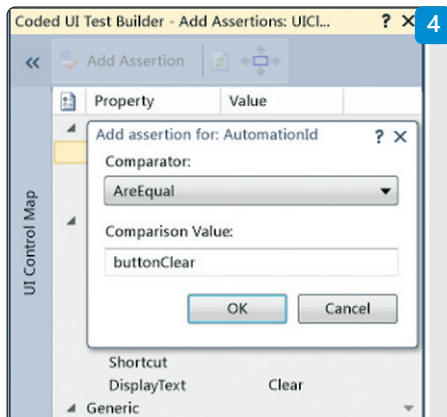 Coded UI Test Builder - Add Assertions: UICl... ? ×
4
« Add Assertion
Property Value
Add assertion for: AutomationId ? ×
Comparator:
AreEqual
UI Control Map
Comparison Value:
buttonClear
OK Cancel
Shortcut
DisplayText Clear
Generic